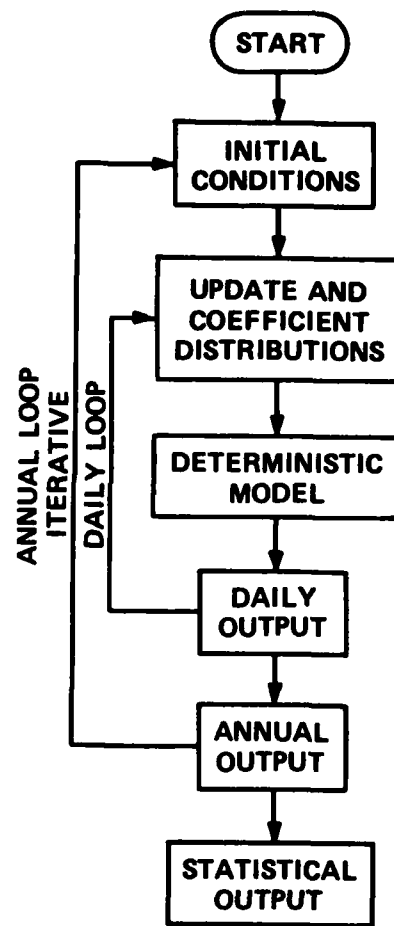 START
INITIAL
CONDITIONS
UPDATE AND
COEFFICIENT
DISTRIBUTIONS
ANNUAL LOOP
ITERATIVE
DAILY LOOP
DETERMINISTIC
MODEL
DAILY
OUTPUT
ANNUAL
OUTPUT
STATISTICAL
OUTPUT